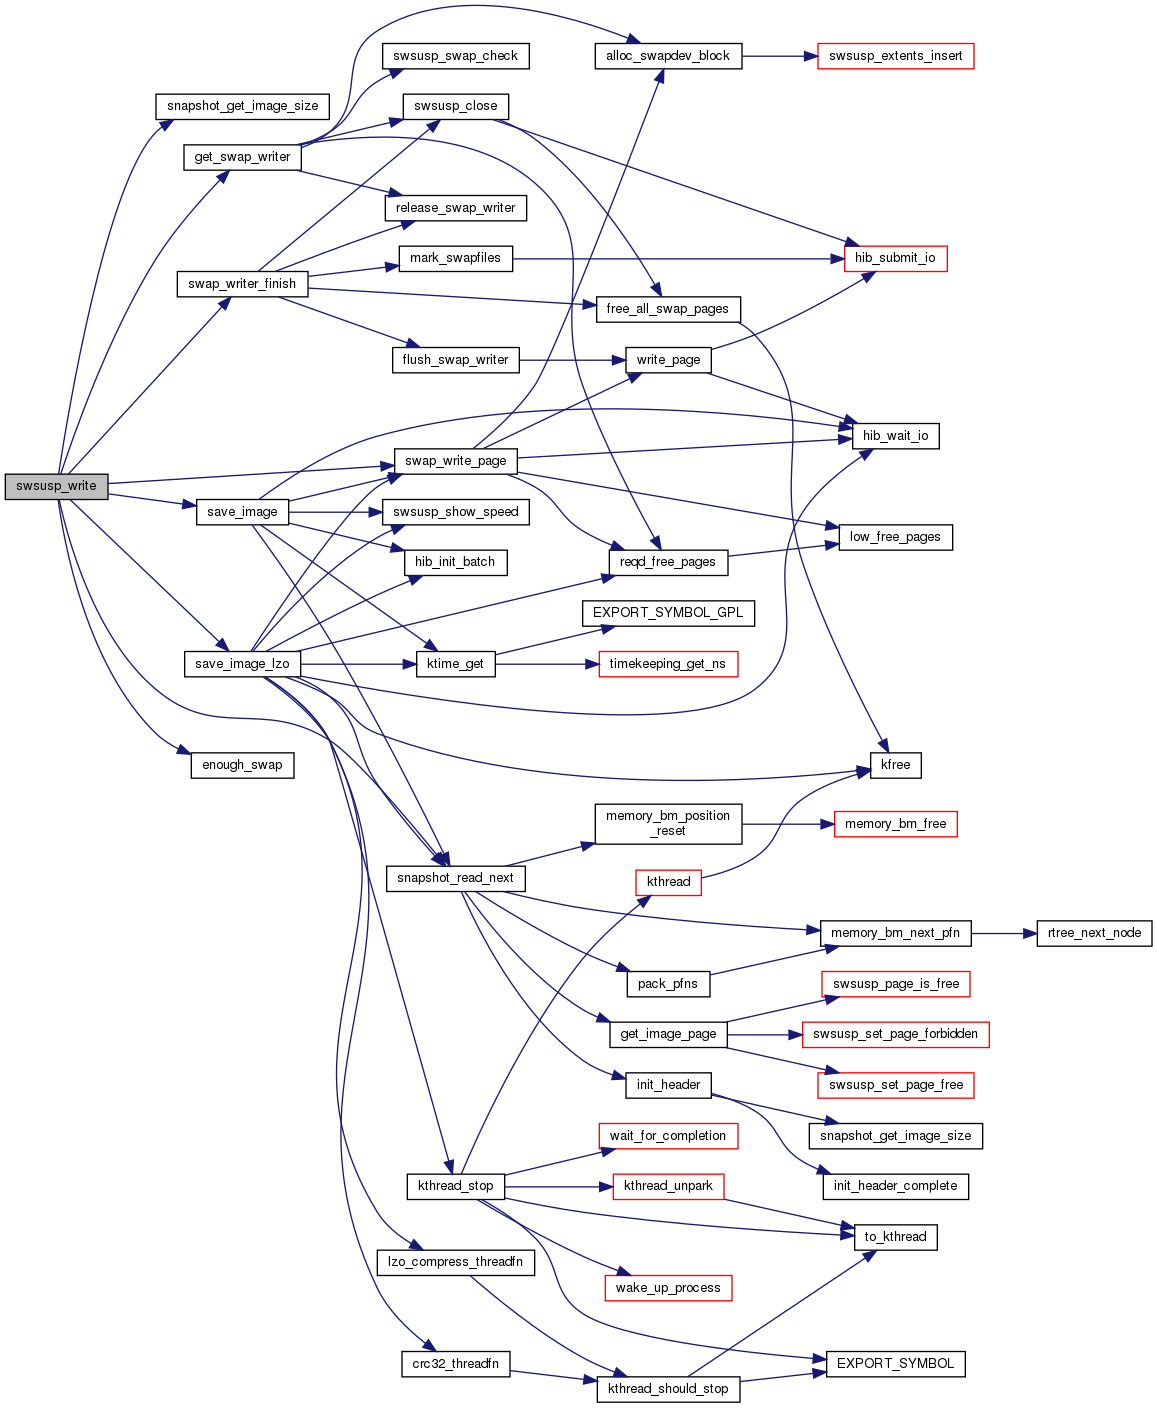 swsusp_write
snapshot_get_image_size
get_swap_writer
swap_writer_finish
save_image
save_image_lzo
enough_swap
swsusp_swap_check
swsusp_close
release_swap_writer
mark_swapfiles
flush_swap_writer
swap_write_page
swsusp_show_speed
hib_init_batch
ktime_get
snapshot_read_next
kthread_stop
lzo_compress_threadfn
crc32_threadfn
alloc_swapdev_block
free_all_swap_pages
write_page
reqd_free_pages
EXPORT_SYMBOL_GPL
timekeeping_get_ns
memory_bm_position
_reset
kthread
pack_pfns
get_image_page
init_header
wait_for_completion
kthread_unpark
wake_up_process
kthread_should_stop
swsusp_extents_insert
hib_submit_io
hib_wait_io
low_free_pages
kfree
memory_bm_free
memory_bm_next_pfn
swsusp_page_is_free
swsusp_set_page_forbidden
swsusp_set_page_free
snapshot_get_image_size
init_header_complete
to_kthread
EXPORT_SYMBOL
rtree_next_node